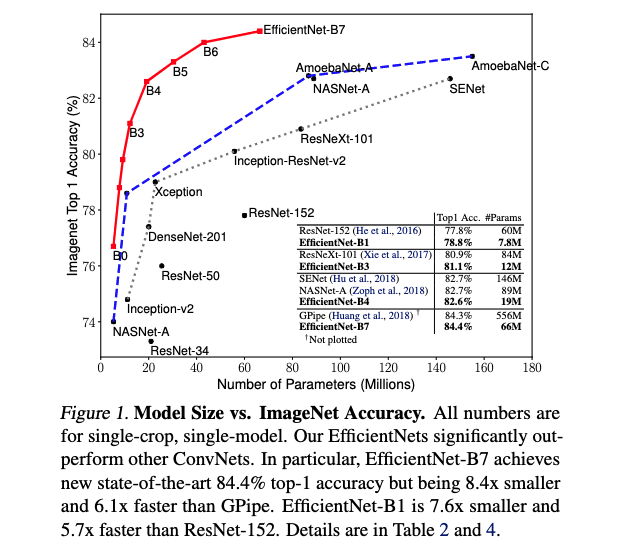 84
82
80
78
76
74
Imagenet Top 1 Accuracy (%)
0 20 40 60 80 100 120 140 160 180
Number of Parameters (Millions)
EfficientNet-B7
B6
B5
B4
B3
B0
AmoebaNet-A
AmoebaNet-C
NASNet-A
SENet
ResNeXt-101
Inception-ResNet-v2
Xception
ResNet-152
DenseNet-201
ResNet-50
Inception-v2
NASNet-A
ResNet-34
Top1 Acc. #Params
ResNet-152 (He et al., 2016) 77.8% 60M
EfficientNet-B1 78.8% 7.8M
ResNeXt-101 (Xie et al., 2017) 80.9% 84M
EfficientNet-B3 81.1% 12M
SENet (Hu et al., 2018) 82.7% 146M
NASNet-A (Zoph et al., 2018) 82.7% 89M
EfficientNet-B4 82.6% 19M
GPipe (Huang et al., 2018) † 84.3% 556M
EfficientNet-B7 84.4% 66M
†Not plotted
Figure 1. Model Size vs. ImageNet Accuracy. All numbers are
for single-crop, single-model. Our EfficientNets significantly out-
perform other ConvNets. In particular, EfficientNet-B7 achieves
new state-of-the-art 84.4% top-1 accuracy but being 8.4x smaller
and 6.1x faster than GPipe. EfficientNet-B1 is 7.6x smaller and
5.7x faster than ResNet-152. Details are in Table 2 and 4.